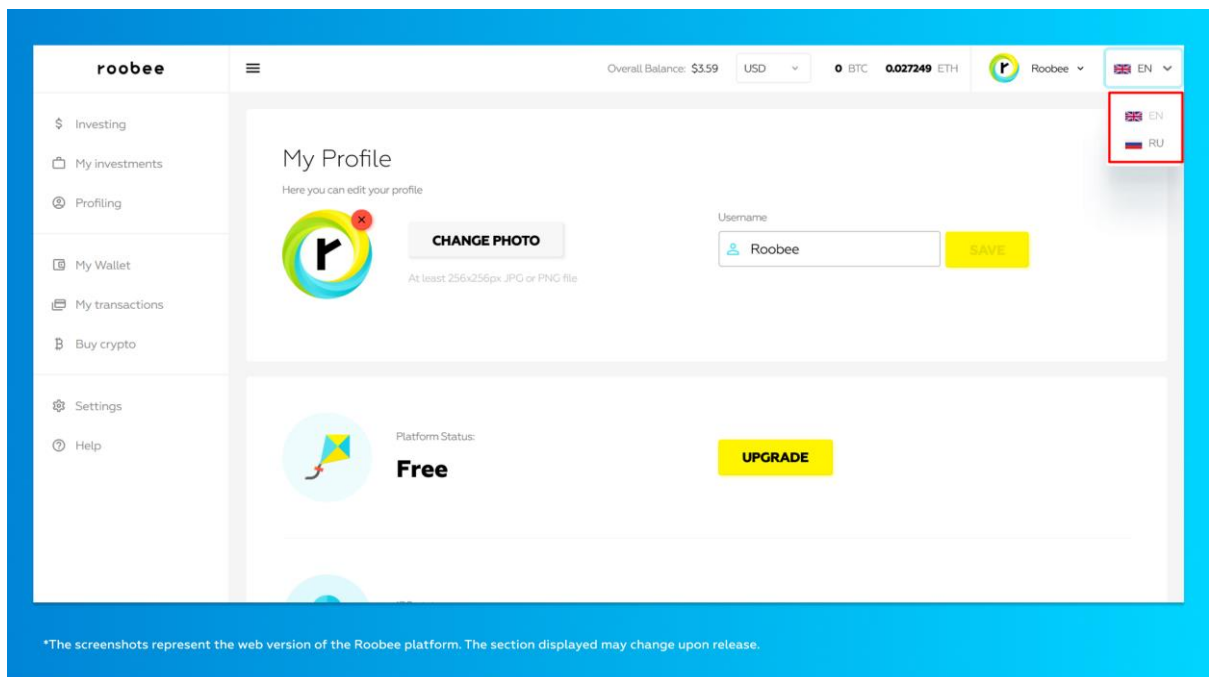 roobee
Overall Balance: $3.59
USD
0 BTC
0.027249 ETH
r
Roobee
EN
EN
RU
$ Investing
My investments
Profiling
My Wallet
My transactions
Buy crypto
Settings
Help
My Profile
Here you can edit your profile
r
CHANGE PHOTO
At least 256x256px JPG or PNG file
Username
Roobee
SAVE
Platform Status:
Free
UPGRADE
*The screenshots represent the web version of the Roobee platform. The section displayed may change upon release.